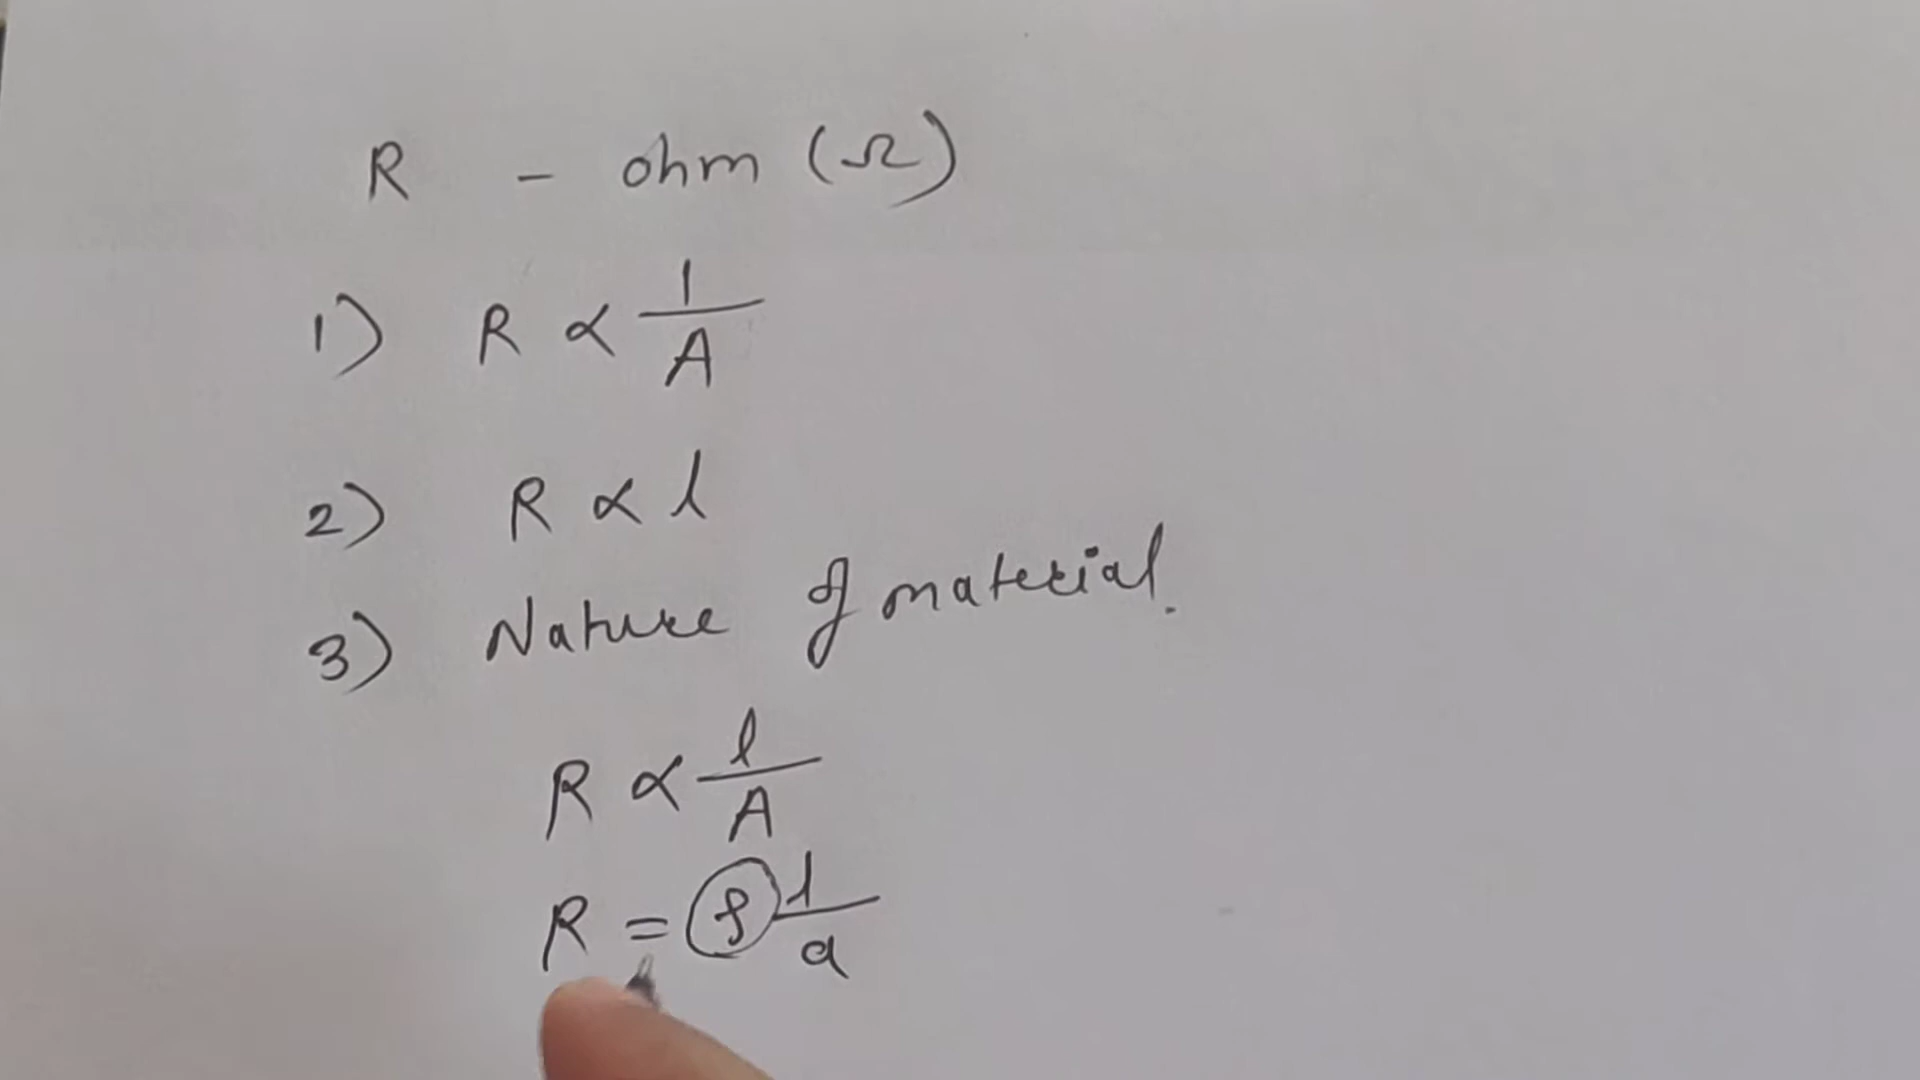 R - ohm (Ω)
1) R ∝ 1/A
2) R ∝ l
3) Nature of material.
R ∝ l/A
R = ρ l/a